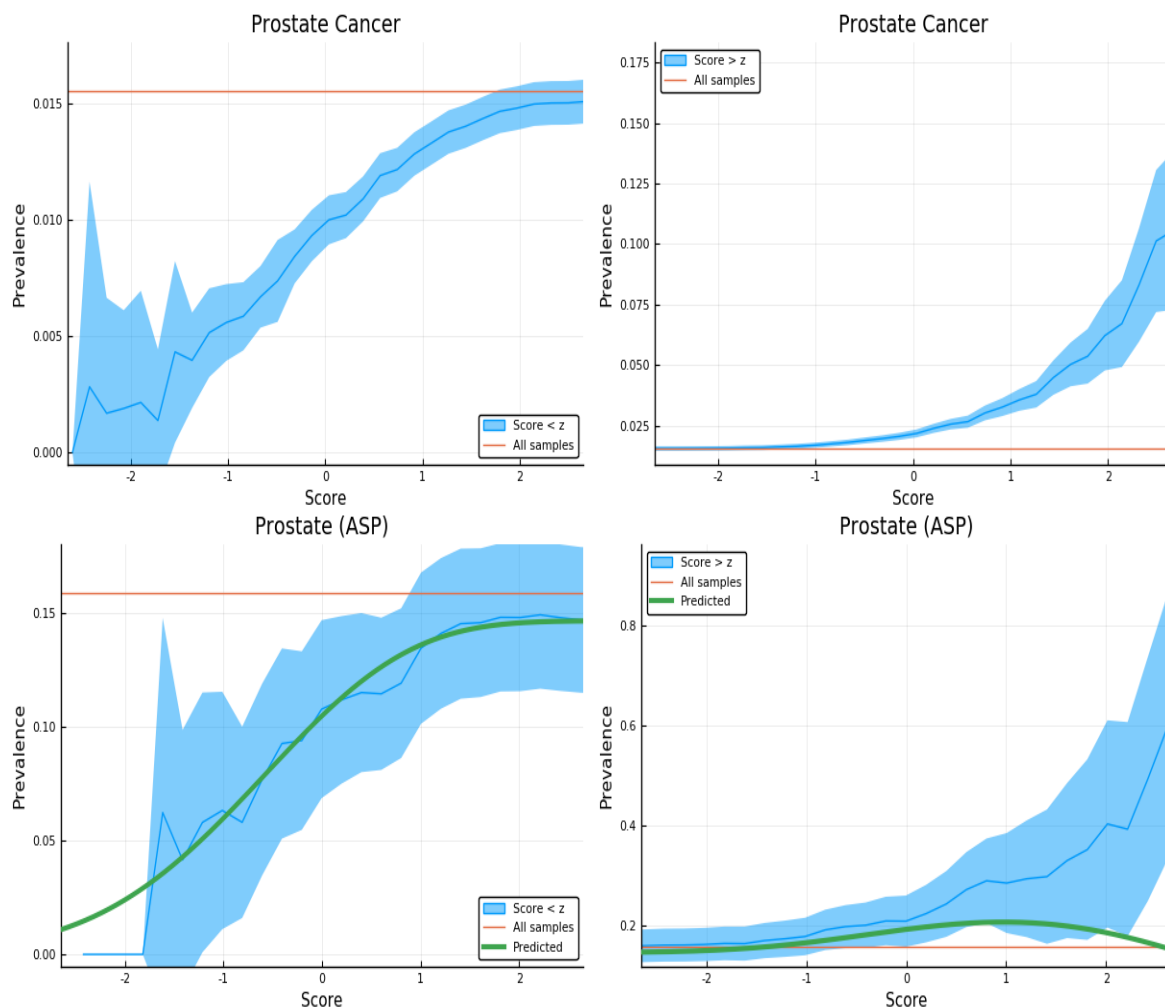 Prostate Cancer
Prevalence
0.015
0.010
0.005
0.000
-2
-1
0
1
2
Score
Score < z
All samples
Prostate Cancer
Prevalence
0.175
0.150
0.125
0.100
0.075
0.050
0.025
-2
-1
0
1
2
Score
Score > z
All samples
Prostate (ASP)
Prevalence
0.15
0.10
0.05
0.00
-2
-1
0
1
2
Score
Score < z
All samples
Predicted
Prostate (ASP)
Prevalence
0.8
0.6
0.4
0.2
-2
-1
0
1
2
Score
Score > z
All samples
Predicted